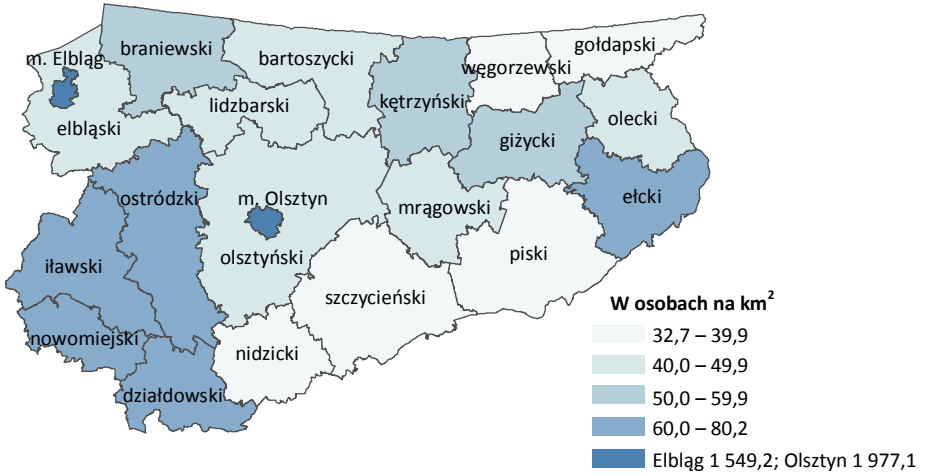 gołdapski
braniewski
bartoszycki
m. Elbląg
węgorzewski
kętrzyński
lidzbarski
olecki
elbląski
giżycki
ostródzki
m. Olsztyn
ełcki
mrągowski
olsztyński
piski
iławski
szczycieński
nowomiejski
nidzicki
działdowski
W osobach na km²
32,7 – 39,9
40,0 – 49,9
50,0 – 59,9
60,0 – 80,2
Elbląg 1 549,2; Olsztyn 1 977,1